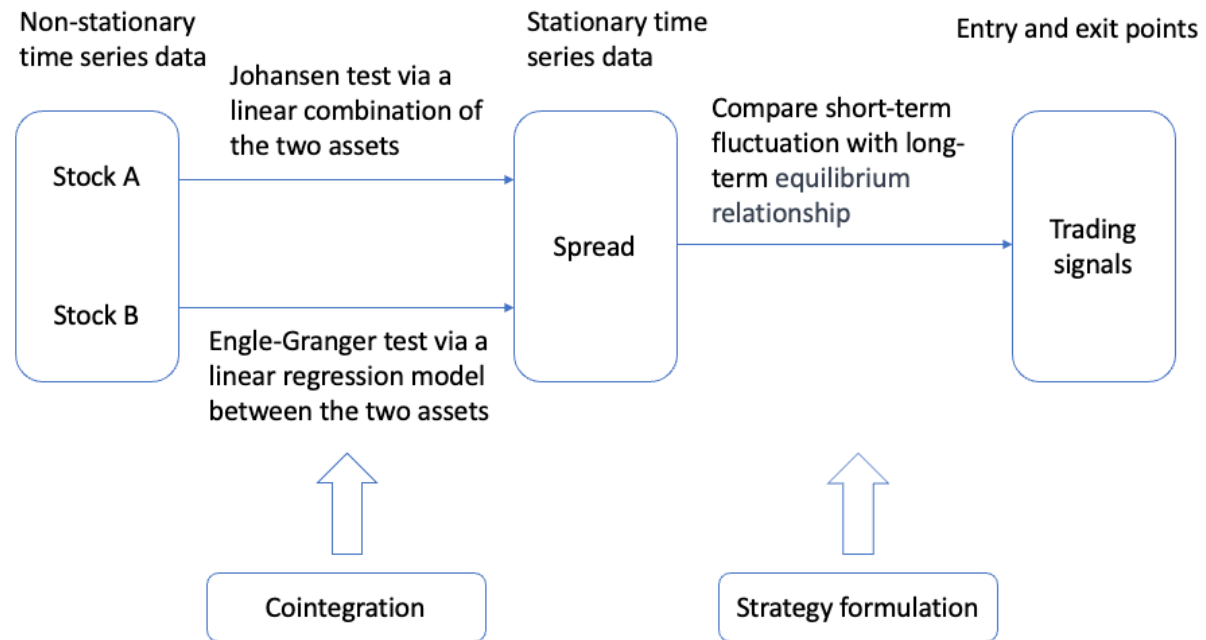 Non-stationary
time series data
Johansen test via a
linear combination of
the two assets
Stock A
Stock B
Engle-Granger test via a
linear regression model
between the two assets
Stationary time
series data
Spread
Compare short-term
fluctuation with long-
term equilibrium
relationship
Entry and exit points
Trading
signals
Cointegration
Strategy formulation